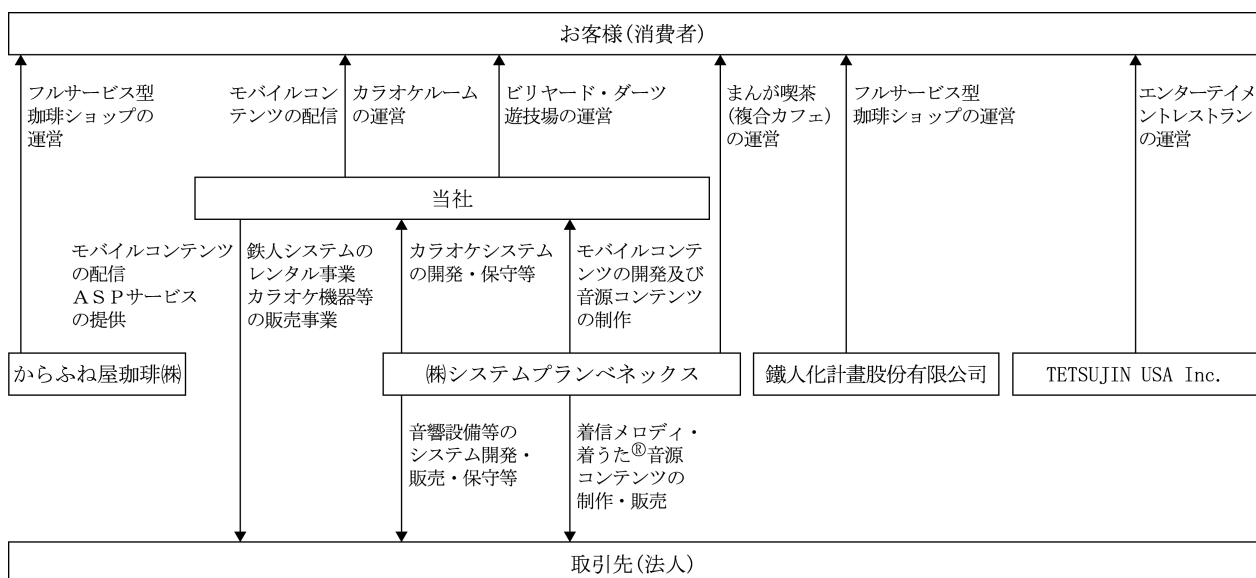 お客様(消費者)
フルサービス型
珈琲ショップの
運営
モバイルコン
テンツの配信
カラオケルーム
の運営
ビリヤード・ダーツ
遊技場の運営
まんが喫茶
(複合カフェ)
の運営
フルサービス型
珈琲ショップの運営
エンターテイメ
ントレストラン
の運営
当社
モバイルコンテンツ
の配信
ASPサービス
の提供
鉄人システムの
レンタル事業
カラオケ機器等
の販売事業
カラオケシステム
の開発・保守等
モバイルコンテ
ンツの開発及び
音源コンテンツ
の制作
からふね屋珈琲㈱
㈱システムプランベネックス
鐵人化計畫股份有限公司
TETSUJIN USA Inc.
音響設備等の
システム開発・
販売・保守等
着信メロディ・
着うた®音源
コンテンツの
制作・販売
取引先(法人)